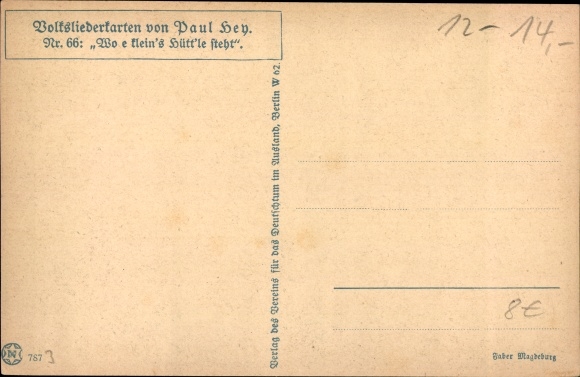 Volksliederkarten von Paul Hey.
Nr. 66: „Wo e klein's Hütt'le steht“.
12 - 14,-
Verlag des Vereins für das Deutschtum im Ausland, Berlin W 62.
8€
N 787 3
Faber Magdeburg